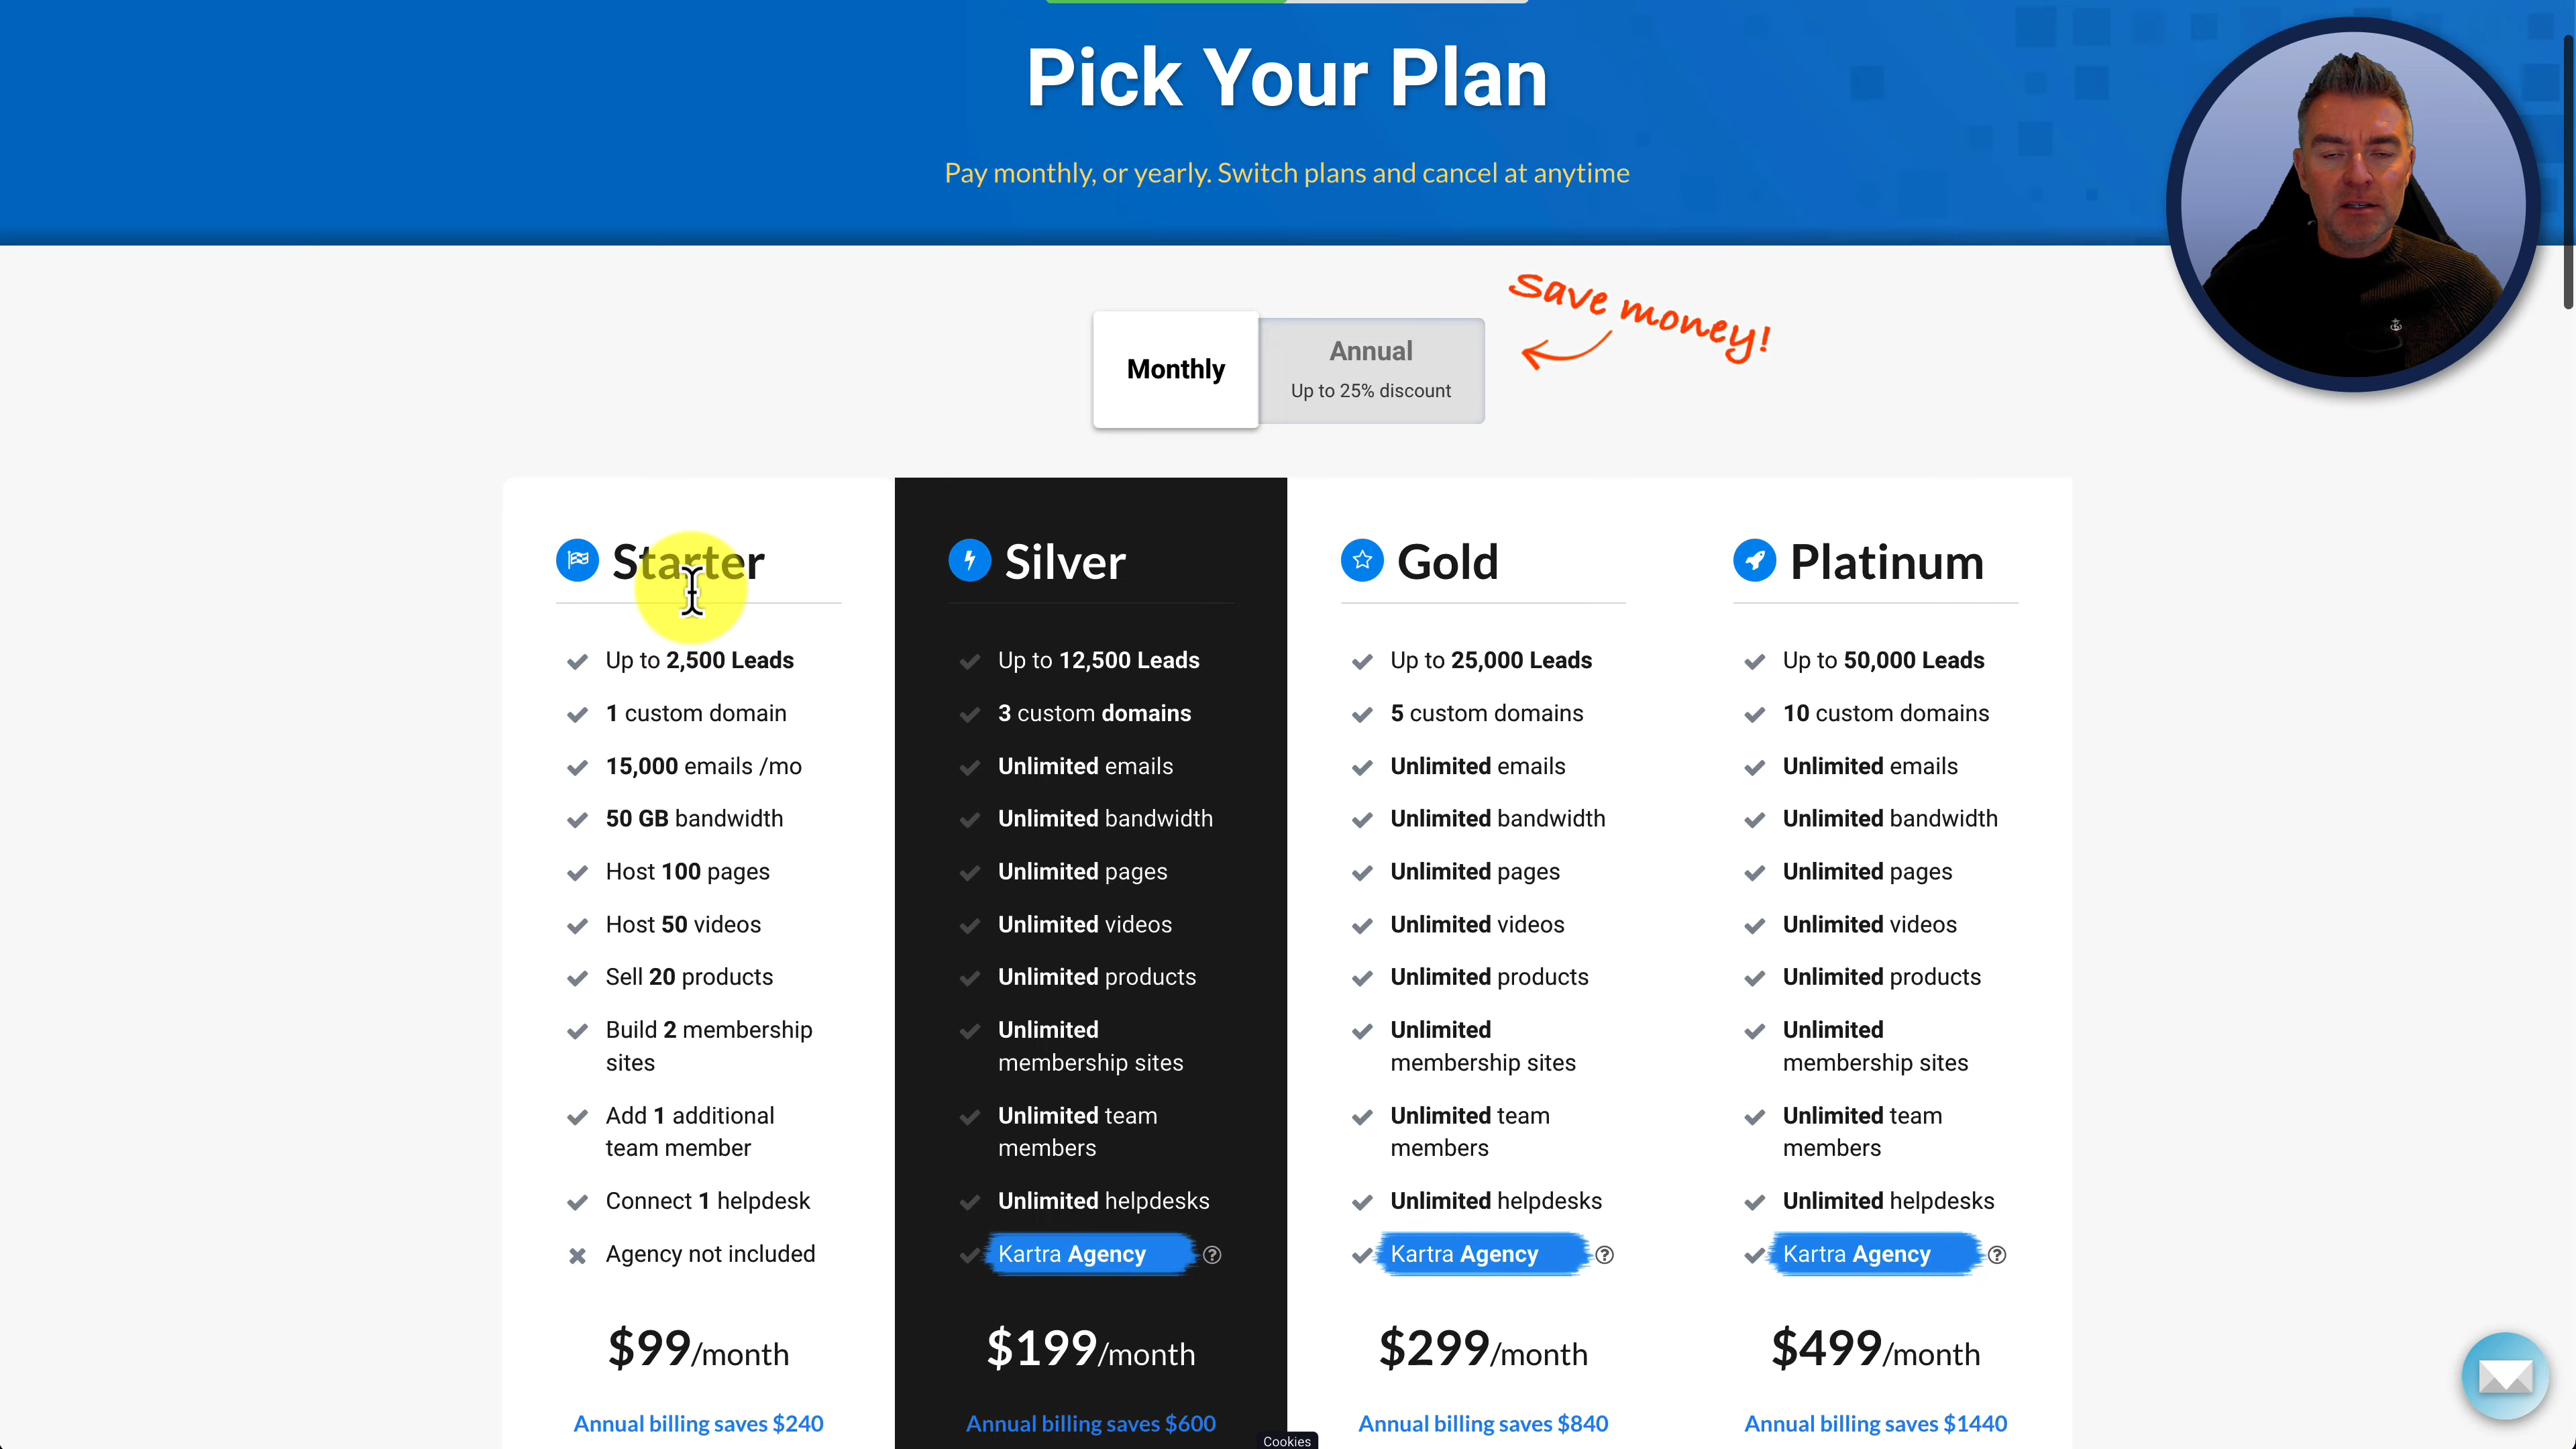 Pick Your Plan
Pay monthly, or yearly. Switch plans and cancel at anytime
Save money!
Monthly
Annual
Up to 25% discount
Starter
Up to 2,500 Leads
1 custom domain
15,000 emails /mo
50 GB bandwidth
Host 100 pages
Host 50 videos
Sell 20 products
Build 2 membership
sites
Add 1 additional
team member
Connect 1 helpdesk
Agency not included
$99/month
Annual billing saves $240
Silver
Up to 12,500 Leads
3 custom domains
Unlimited emails
Unlimited bandwidth
Unlimited pages
Unlimited videos
Unlimited products
Unlimited
membership sites
Unlimited team
members
Unlimited helpdesks
Kartra Agency ?
$199/month
Annual billing saves $600
Gold
Up to 25,000 Leads
5 custom domains
Unlimited emails
Unlimited bandwidth
Unlimited pages
Unlimited videos
Unlimited products
Unlimited
membership sites
Unlimited team
members
Unlimited helpdesks
Kartra Agency ?
$299/month
Annual billing saves $840
Platinum
Up to 50,000 Leads
10 custom domains
Unlimited emails
Unlimited bandwidth
Unlimited pages
Unlimited videos
Unlimited products
Unlimited
membership sites
Unlimited team
members
Unlimited helpdesks
Kartra Agency ?
$499/month
Annual billing saves $1440
Cookies